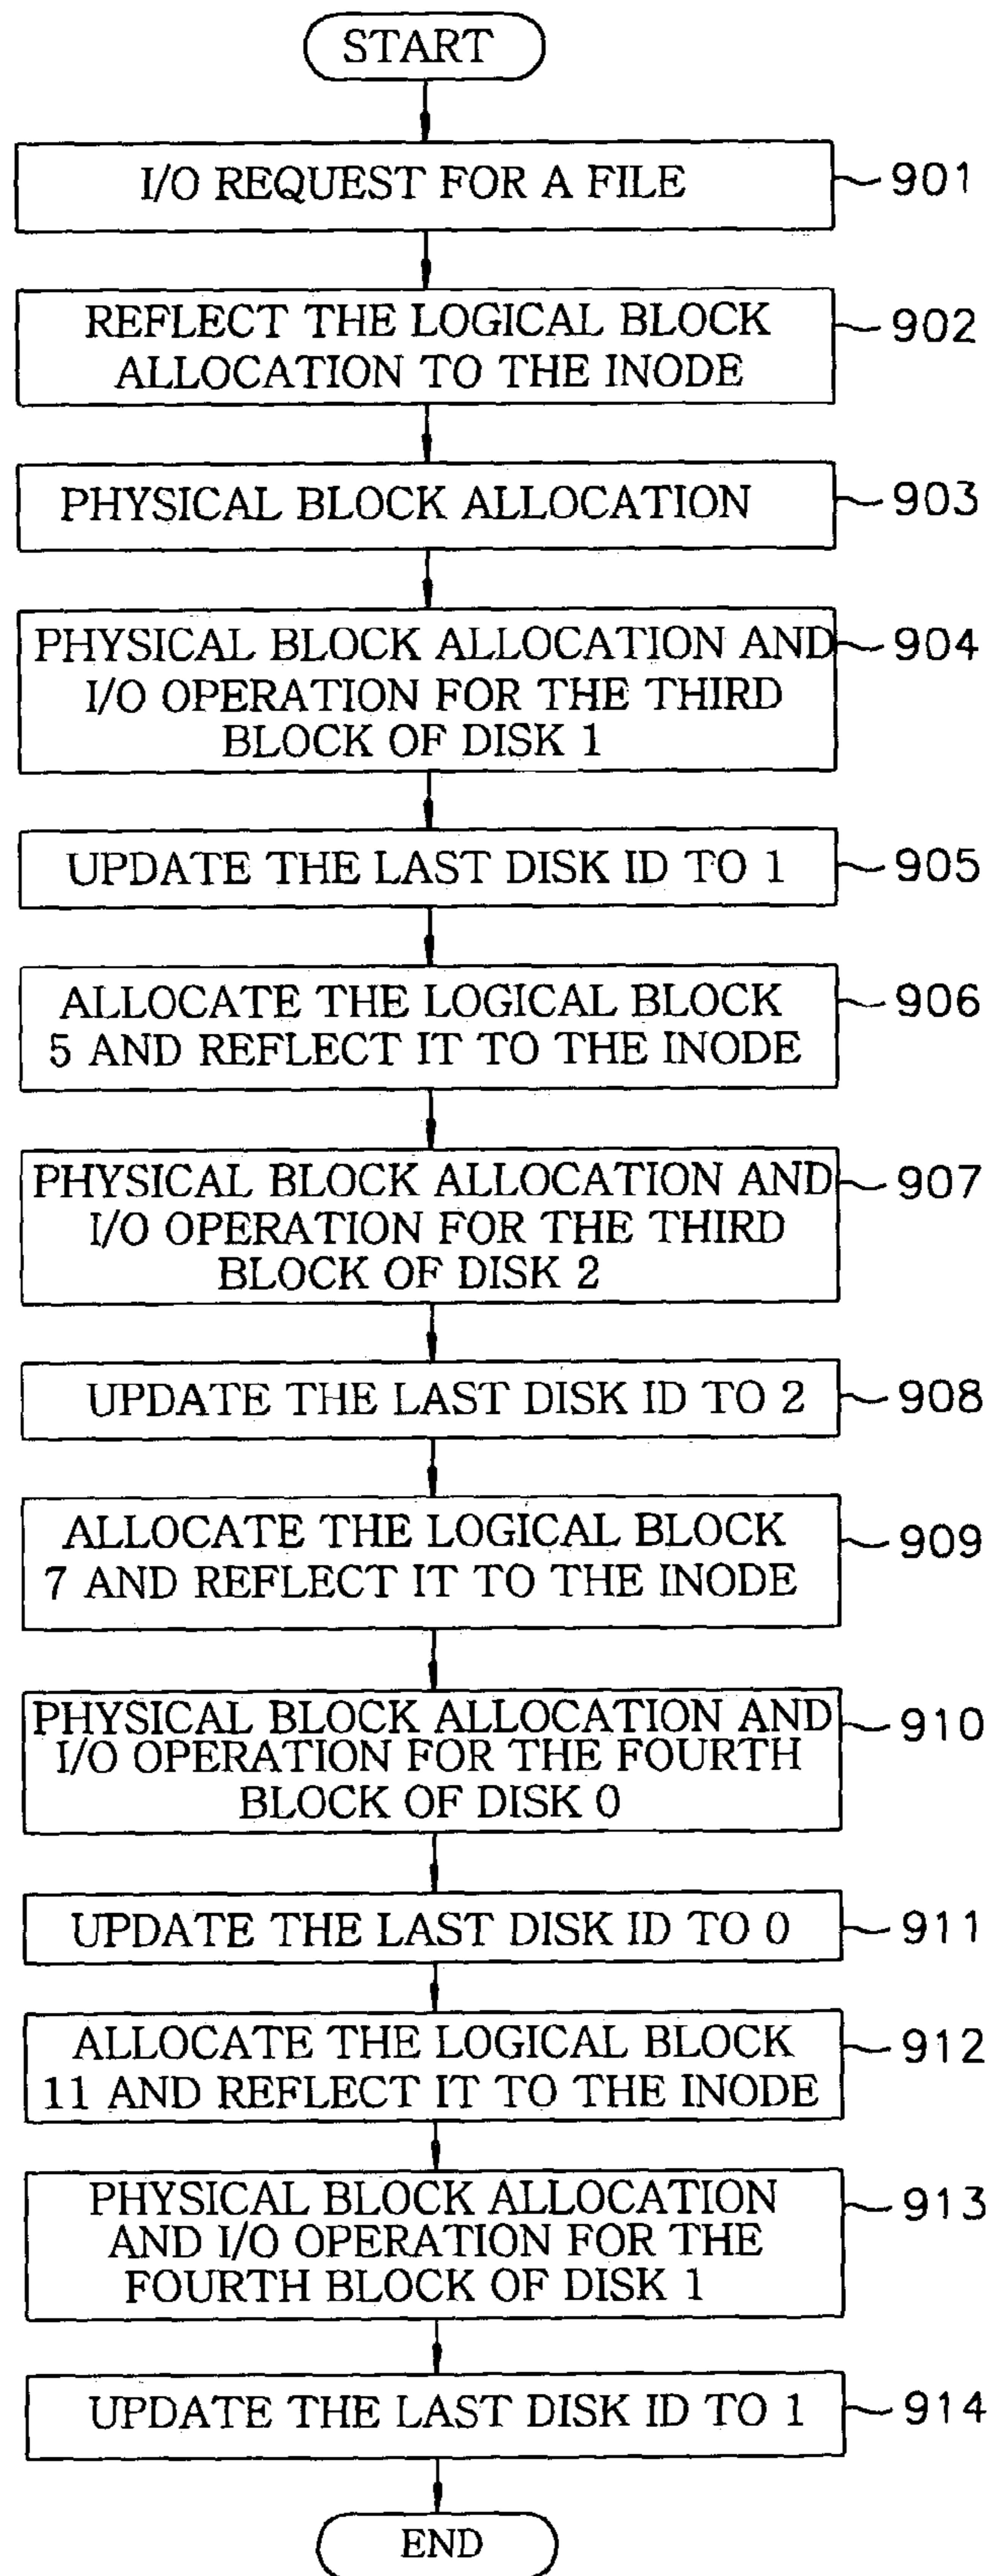 START
I/O REQUEST FOR A FILE
901
REFLECT THE LOGICAL BLOCK
ALLOCATION TO THE INODE
902
PHYSICAL BLOCK ALLOCATION
903
PHYSICAL BLOCK ALLOCATION AND
I/O OPERATION FOR THE THIRD
BLOCK OF DISK 1
904
UPDATE THE LAST DISK ID TO 1
905
ALLOCATE THE LOGICAL BLOCK
5 AND REFLECT IT TO THE INODE
906
PHYSICAL BLOCK ALLOCATION AND
I/O OPERATION FOR THE THIRD
BLOCK OF DISK 2
907
UPDATE THE LAST DISK ID TO 2
908
ALLOCATE THE LOGICAL BLOCK
7 AND REFLECT IT TO THE INODE
909
PHYSICAL BLOCK ALLOCATION AND
I/O OPERATION FOR THE FOURTH
BLOCK OF DISK 0
910
UPDATE THE LAST DISK ID TO 0
911
ALLOCATE THE LOGICAL BLOCK
11 AND REFLECT IT TO THE INODE
912
PHYSICAL BLOCK ALLOCATION
AND I/O OPERATION FOR THE
FOURTH BLOCK OF DISK 1
913
UPDATE THE LAST DISK ID TO 1
914
END